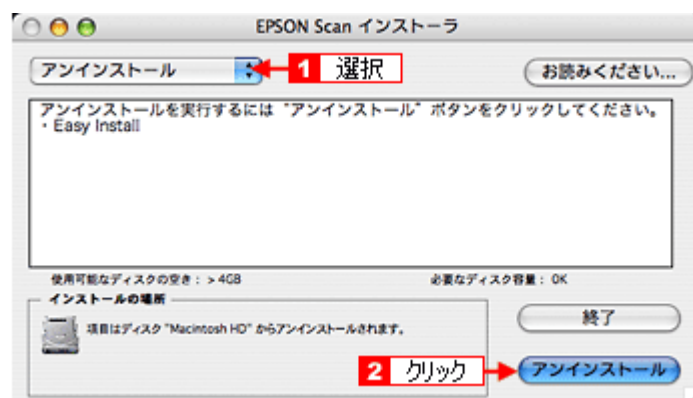 EPSON Scan インストーラ
アンインストール
1 選択
お読みください...
アンインストールを実行するには "アンインストール" ボタンをクリックしてください。
・Easy Install
使用可能なディスクの空き： > 4GB
必要なディスク容量： OK
インストールの場所
項目はディスク "Macintosh HD" からアンインストールされます。
終了
2 クリック
アンインストール